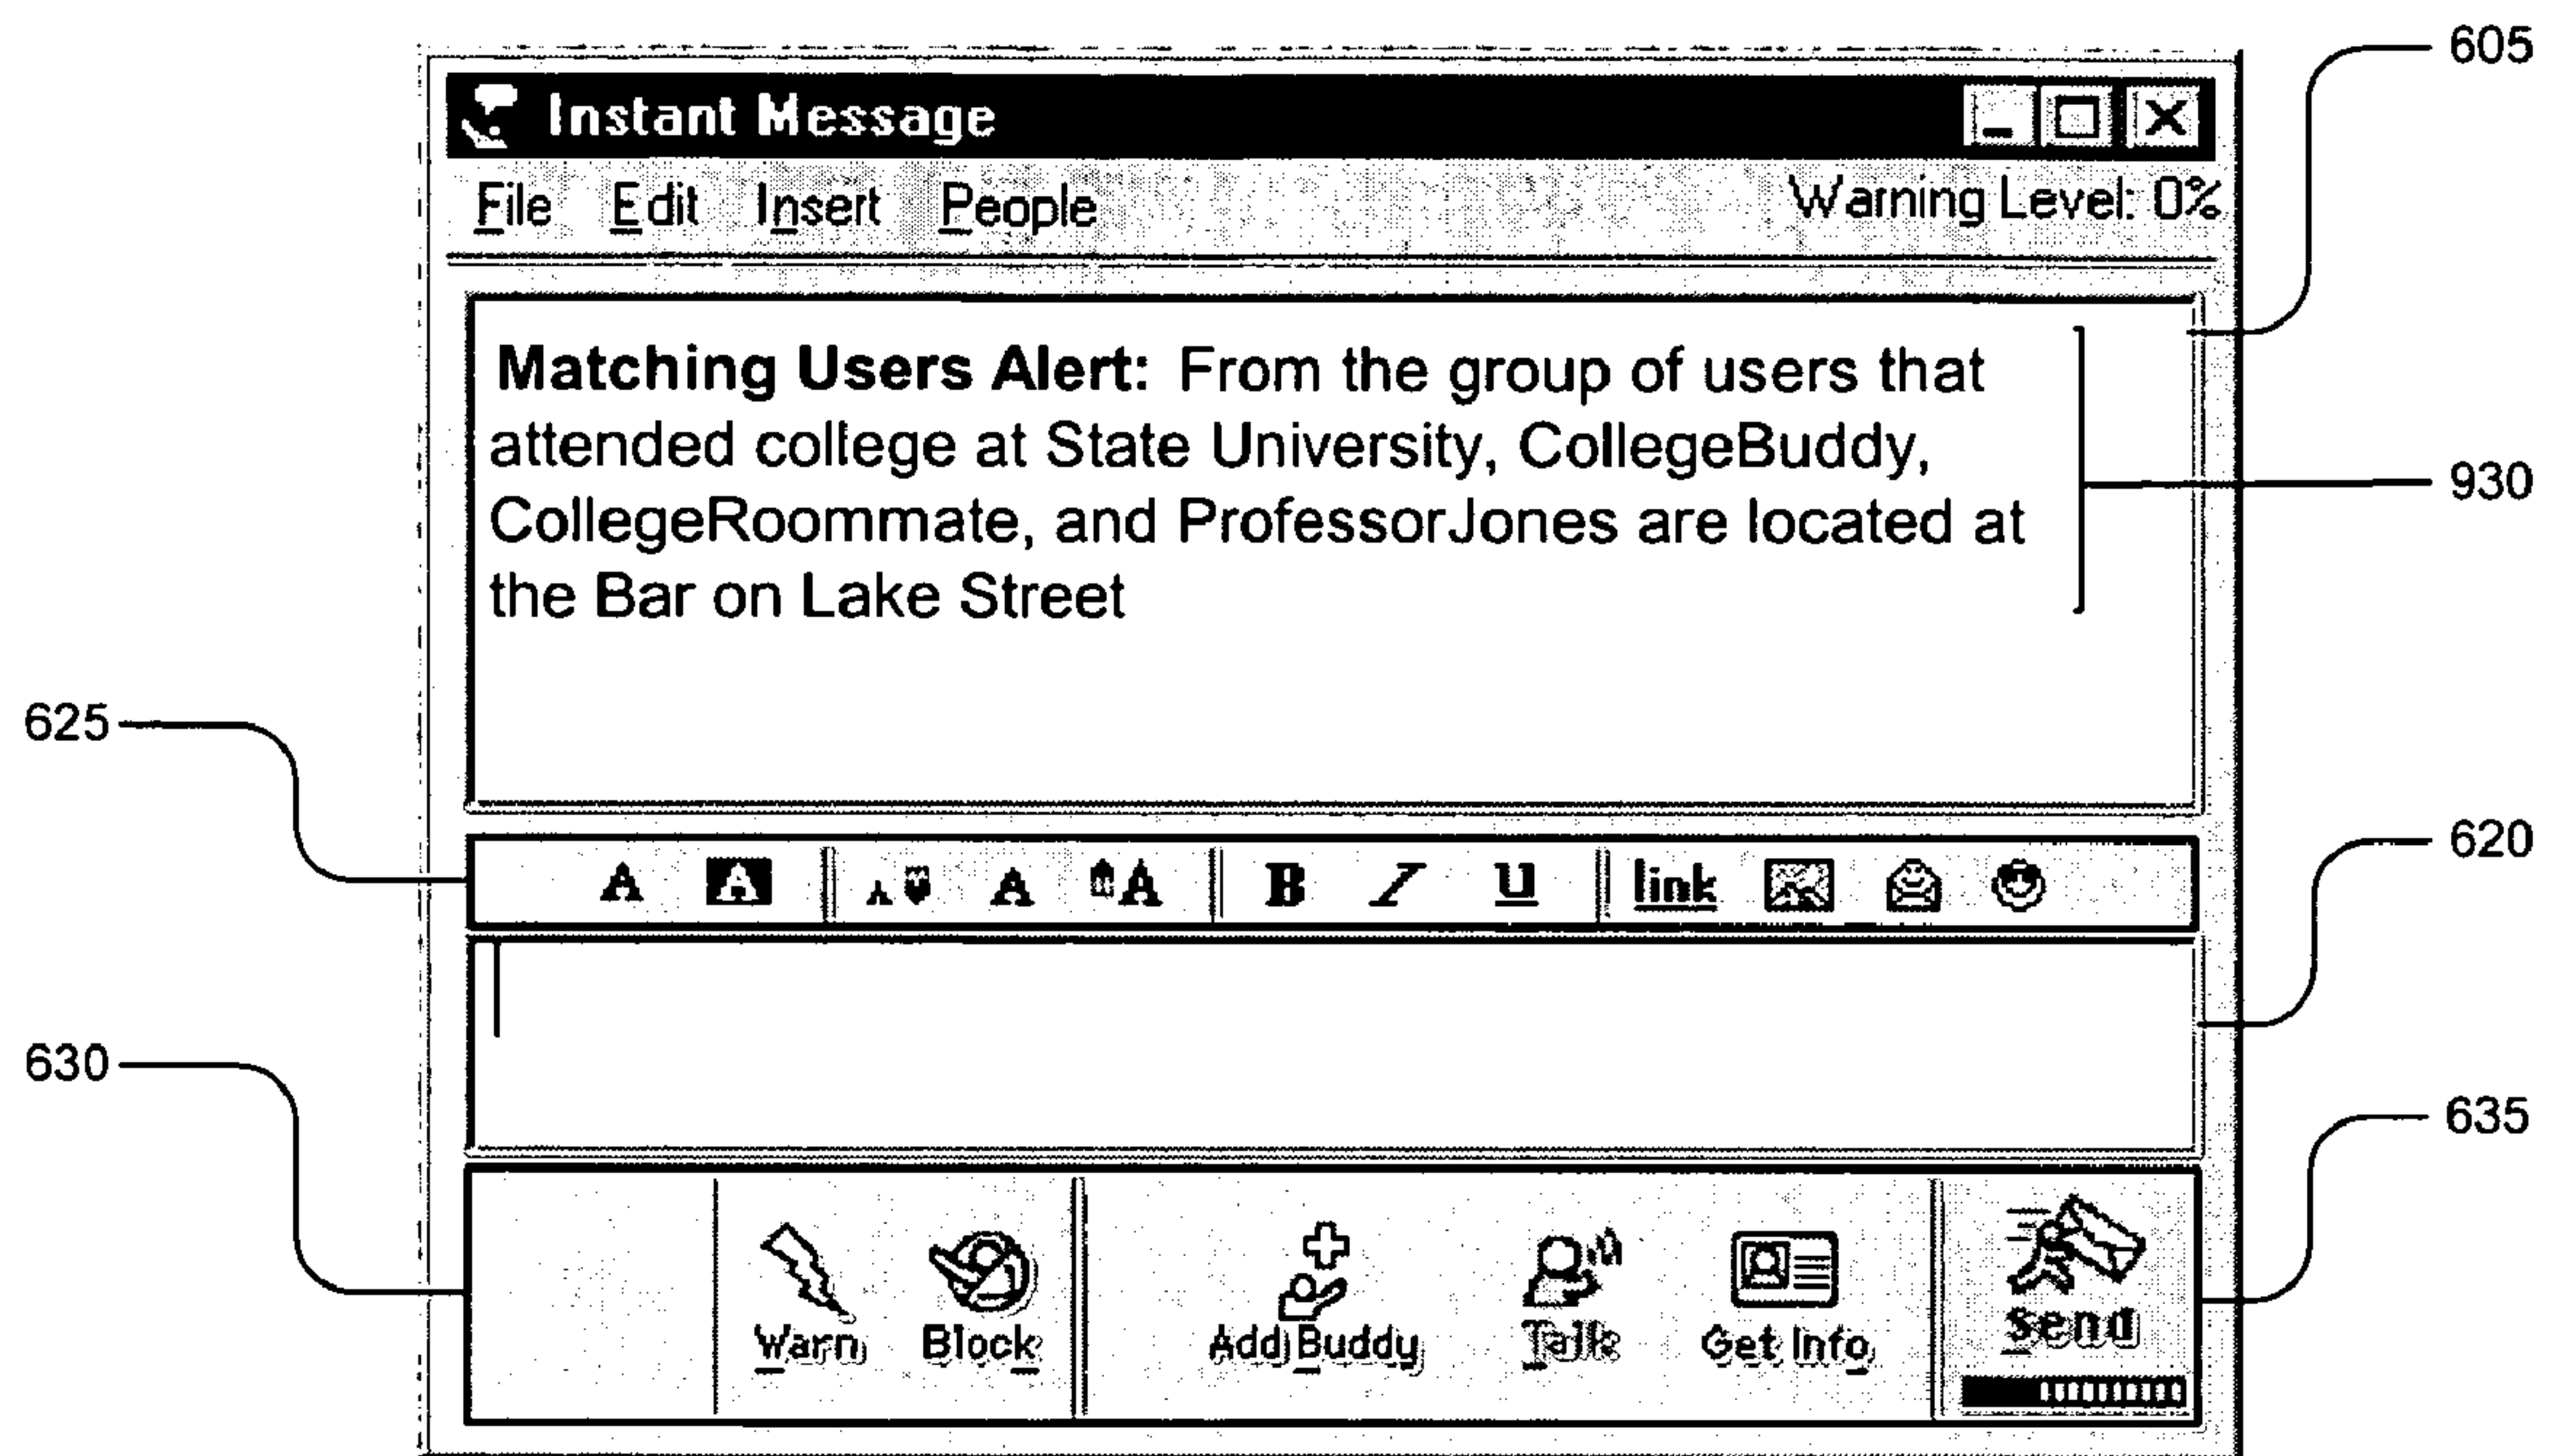 605
Instant Message
File Edit Insert People Warning Level: 0%
Matching Users Alert: From the group of users that
attended college at State University, CollegeBuddy,
CollegeRoommate, and ProfessorJones are located at
the Bar on Lake Street
930
625
A A A A A B I U link
620
630
635
Warn Block Add Buddy Talk Get Info Send